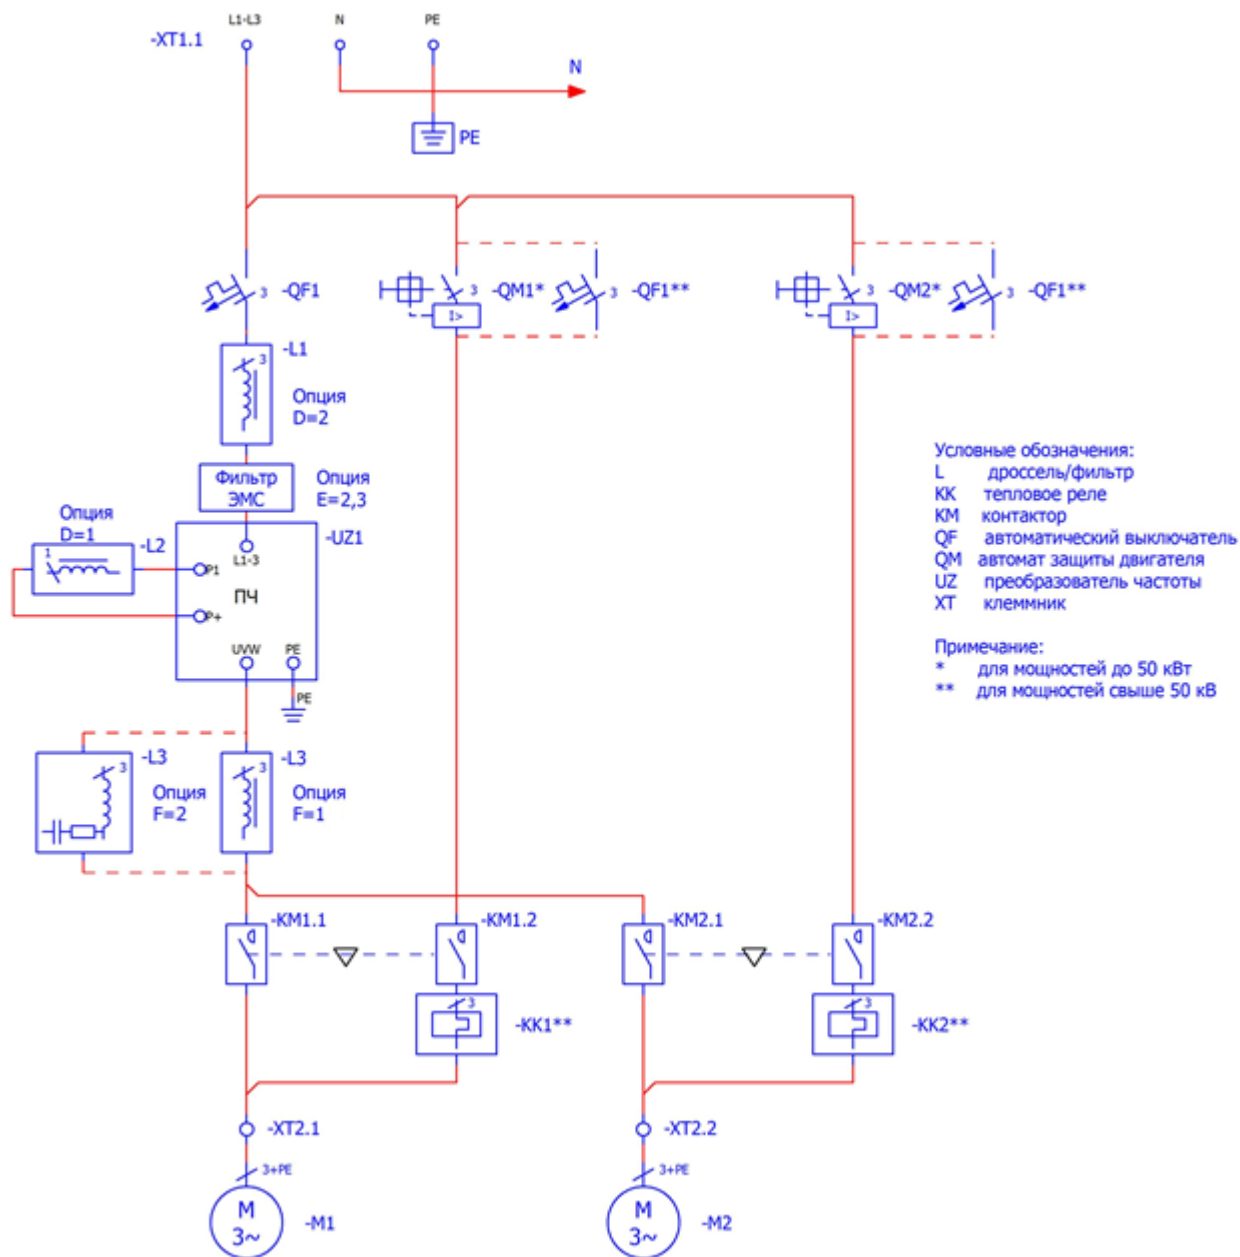 L1-L3
N
PE
-XT1.1
N
PE
3
-QF1
3
-QM1*
3
-QF1**
3
-QM2*
3
-QF1**
I>
I>
-L1
3
Опция
D=2
Фильтр
ЭМС
Опция
E=2,3
Опция
D=1
-L2
1
-UZ1
L1-3
P1
ПЧ
P+
UVW
PE
PE
-L3
3
Опция
F=2
-L3
3
Опция
F=1
Условные обозначения:
L дроссель/фильтр
КК тепловое реле
КМ контактор
QF автоматический выключатель
QM автомат защиты двигателя
UZ преобразователь частоты
ХТ клеммник
Примечание:
* для мощностей до 50 кВт
** для мощностей свыше 50 кВ
-KM1.1
-KM1.2
-KM2.1
-KM2.2
3
-KK1**
3
-KK2**
-XT2.1
-XT2.2
3+PE
3+PE
M
3~
-M1
M
3~
-M2